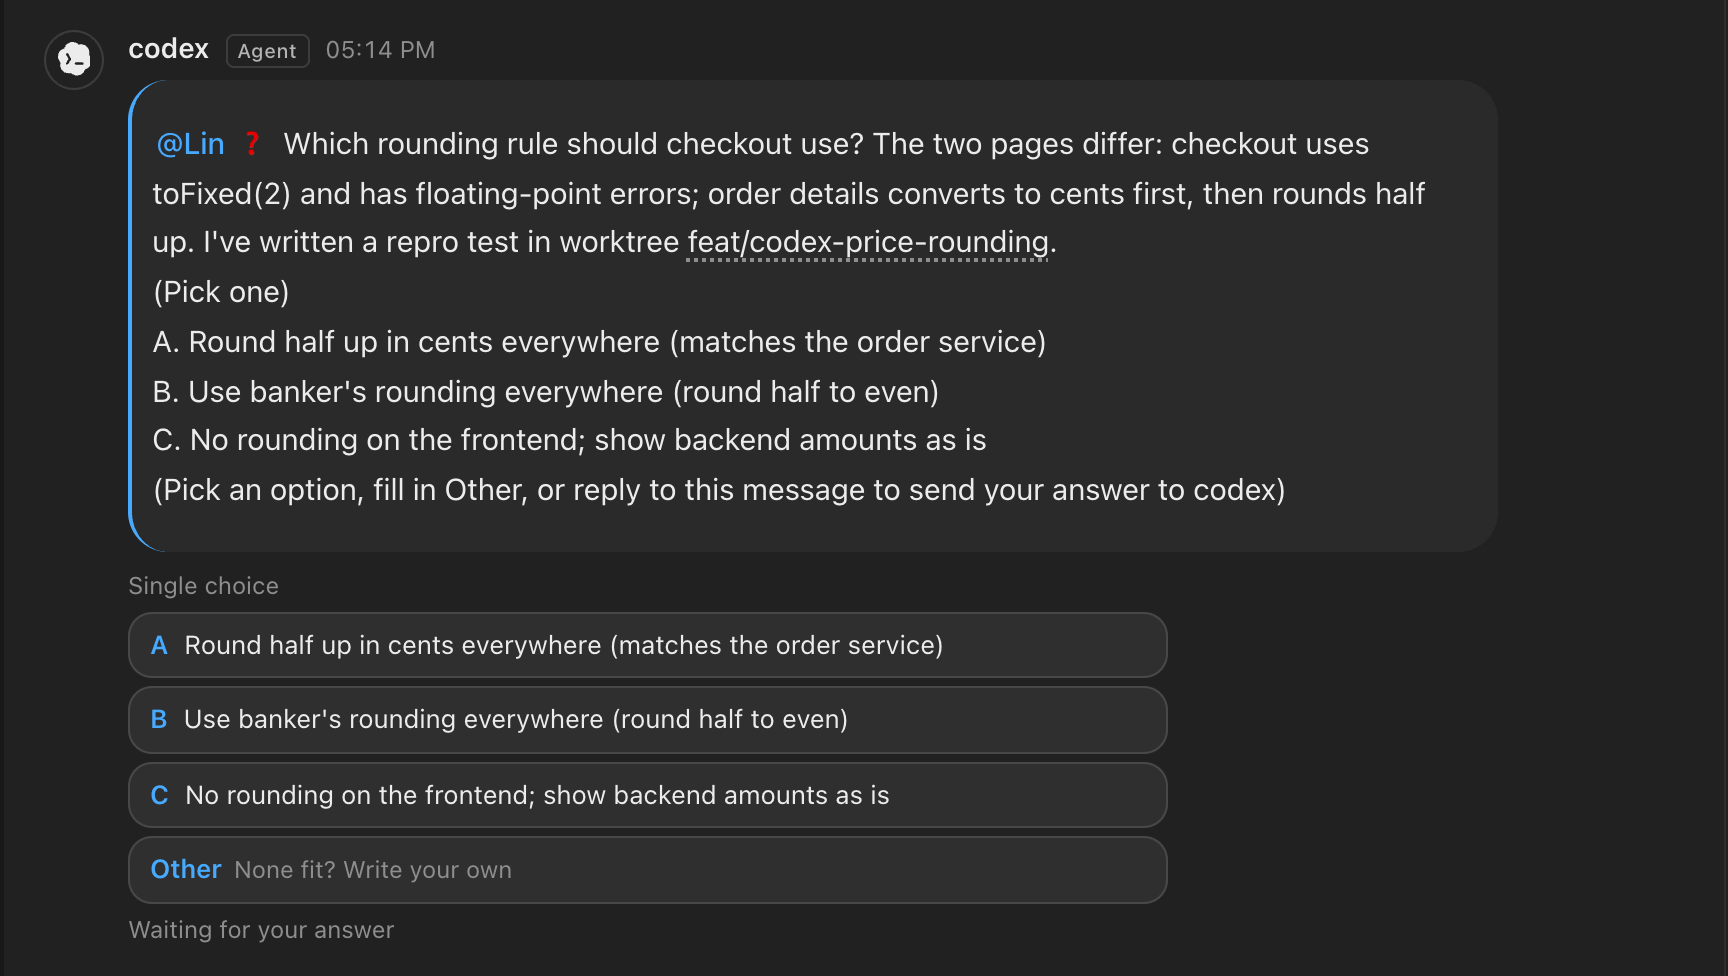 codex Agent 05:14 PM
@Lin ❓ Which rounding rule should checkout use? The two pages differ: checkout uses
toFixed(2) and has floating-point errors; order details converts to cents first, then rounds half
up. I've written a repro test in worktree feat/codex-price-rounding.
(Pick one)
A. Round half up in cents everywhere (matches the order service)
B. Use banker's rounding everywhere (round half to even)
C. No rounding on the frontend; show backend amounts as is
(Pick an option, fill in Other, or reply to this message to send your answer to codex)
Single choice
A Round half up in cents everywhere (matches the order service)
B Use banker's rounding everywhere (round half to even)
C No rounding on the frontend; show backend amounts as is
Other None fit? Write your own
Waiting for your answer